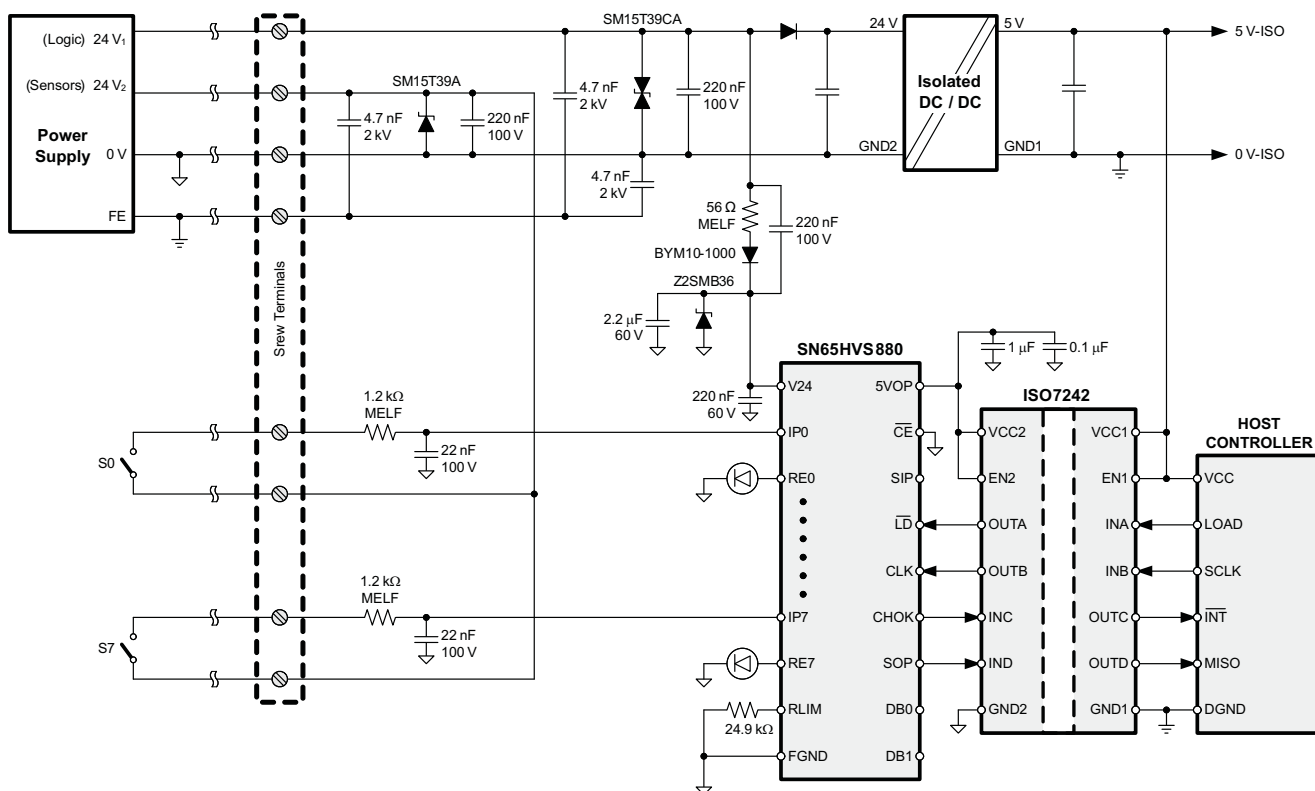 SM15T39CA
(Logic) 24 V1
24 V
5 V
5 V-ISO
(Sensors) 24 V2
SM15T39A
4.7 nF
2 kV
220 nF
100 V
4.7 nF
2 kV
220 nF
100 V
Isolated
DC / DC
Power
Supply
0 V
GND2
GND1
0 V-ISO
4.7 nF
2 kV
FE
56 Ω
MELF
220 nF
100 V
BYM10-1000
Z2SMB36
2.2 µF
60 V
Srew Terminals
SN65HVS880
1 µF
0.1 µF
220 nF
60 V
V24
5VOP
ISO7242
HOST
CONTROLLER
1.2 kΩ
MELF
22 nF
100 V
S0
IP0
CE
VCC2
VCC1
RE0
SIP
EN2
EN1
VCC
LD
OUTA
INA
LOAD
CLK
OUTB
INB
SCLK
1.2 kΩ
MELF
22 nF
100 V
S7
IP7
CHOK
INC
OUTC
INT
RE7
SOP
IND
OUTD
MISO
24.9 kΩ
RLIM
DB0
GND2
GND1
DGND
FGND
DB1